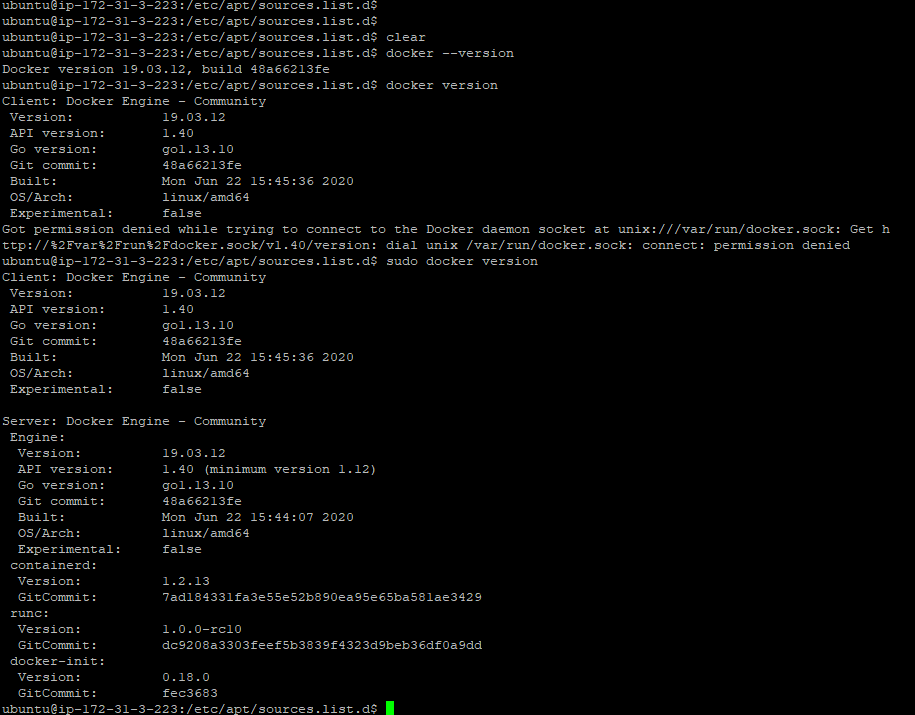 ubuntu@ip-172-31-3-223:/etc/apt/sources.list.d$
ubuntu@ip-172-31-3-223:/etc/apt/sources.list.d$
ubuntu@ip-172-31-3-223:/etc/apt/sources.list.d$ clear
ubuntu@ip-172-31-3-223:/etc/apt/sources.list.d$ docker --version
Docker version 19.03.12, build 48a66213fe
ubuntu@ip-172-31-3-223:/etc/apt/sources.list.d$ docker version
Client: Docker Engine - Community
 Version:           19.03.12
 API version:       1.40
 Go version:        go1.13.10
 Git commit:        48a66213fe
 Built:             Mon Jun 22 15:45:36 2020
 OS/Arch:           linux/amd64
 Experimental:      false
Got permission denied while trying to connect to the Docker daemon socket at unix:///var/run/docker.sock: Get h
ttp://%2Fvar%2Frun%2Fdocker.sock/v1.40/version: dial unix /var/run/docker.sock: connect: permission denied
ubuntu@ip-172-31-3-223:/etc/apt/sources.list.d$ sudo docker version
Client: Docker Engine - Community
 Version:           19.03.12
 API version:       1.40
 Go version:        go1.13.10
 Git commit:        48a66213fe
 Built:             Mon Jun 22 15:45:36 2020
 OS/Arch:           linux/amd64
 Experimental:      false

Server: Docker Engine - Community
 Engine:
  Version:          19.03.12
  API version:      1.40 (minimum version 1.12)
  Go version:       go1.13.10
  Git commit:       48a66213fe
  Built:            Mon Jun 22 15:44:07 2020
  OS/Arch:          linux/amd64
  Experimental:     false
 containerd:
  Version:          1.2.13
  GitCommit:        7ad184331fa3e55e52b890ea95e65ba581ae3429
 runc:
  Version:          1.0.0-rc10
  GitCommit:        dc9208a3303feef5b3839f4323d9beb36df0a9dd
 docker-init:
  Version:          0.18.0
  GitCommit:        fec3683
ubuntu@ip-172-31-3-223:/etc/apt/sources.list.d$